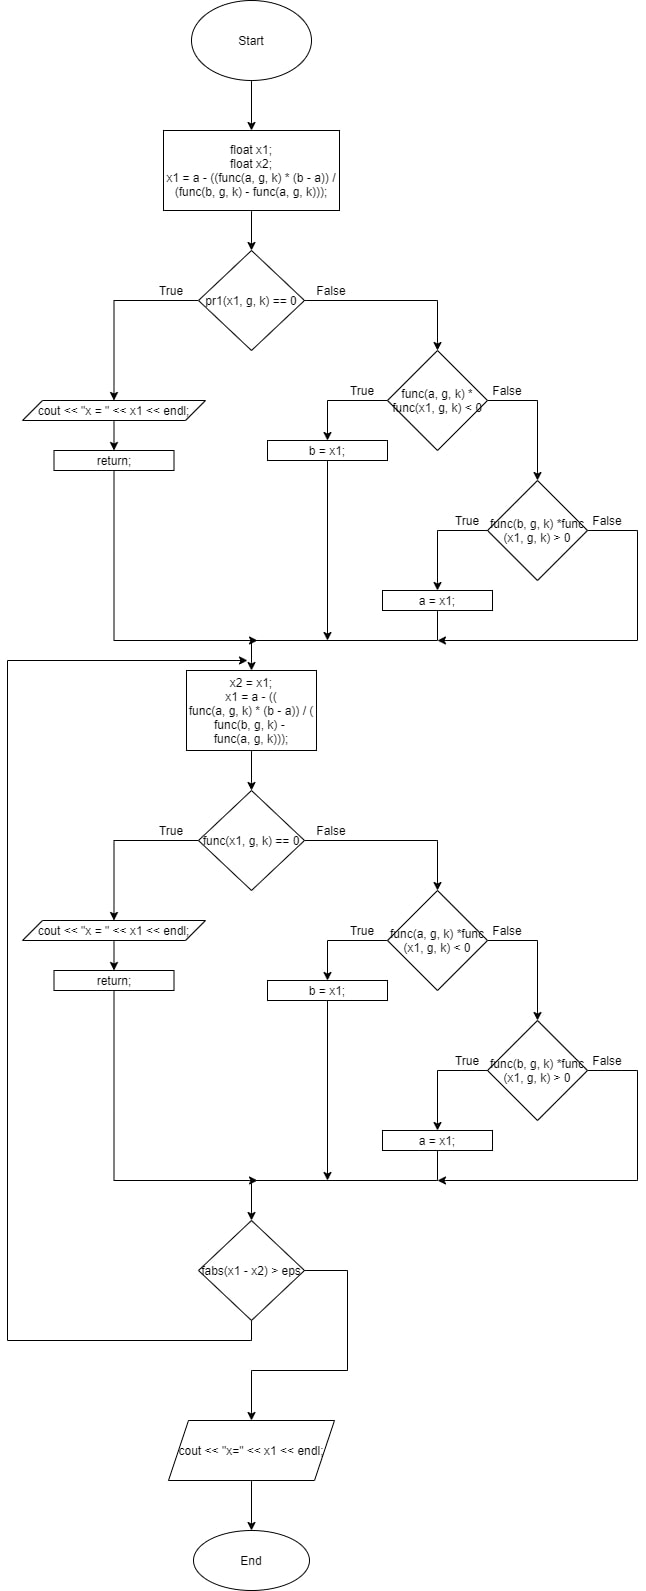 Start
float x1;
float x2;
x1 = a - ((func(a, g, k) * (b - a)) /
(func(b, g, k) - func(a, g, k)));
True
False
pr1(x1, g, k) == 0
True
func(a, g, k) *
func(x1, g, k) < 0
False
cout << "x = " << x1 << endl;
b = x1;
return;
True
func(b, g, k) *func
(x1, g, k) > 0
False
a = x1;
x2 = x1;
x1 = a - ((
func(a, g, k) * (b - a)) / (
func(b, g, k) -
func(a, g, k)));
True
False
func(x1, g, k) == 0
True
func(a, g, k) *func
(x1, g, k) < 0
False
cout << "x = " << x1 << endl;
return;
b = x1;
True
func(b, g, k) *func
(x1, g, k) > 0
False
a = x1;
fabs(x1 - x2) > eps
cout << "x=" << x1 << endl;
End